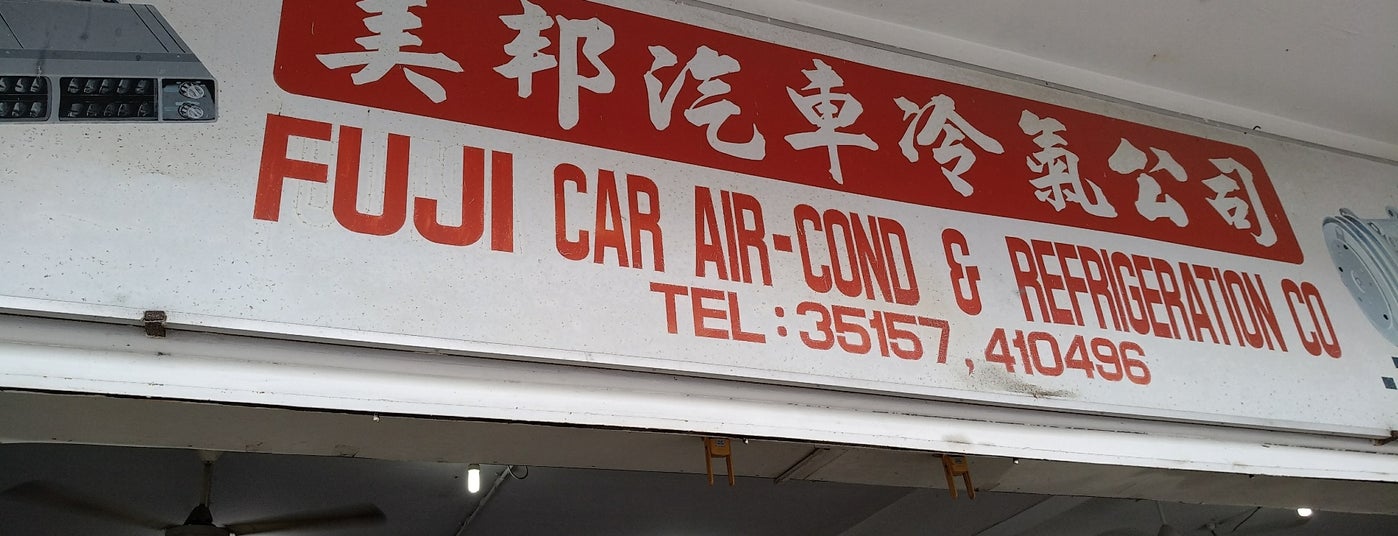 美邦汽車冷氣公司
FUJI CAR AIR-COND & REFRIGERATION CO
TEL: 35157, 410496